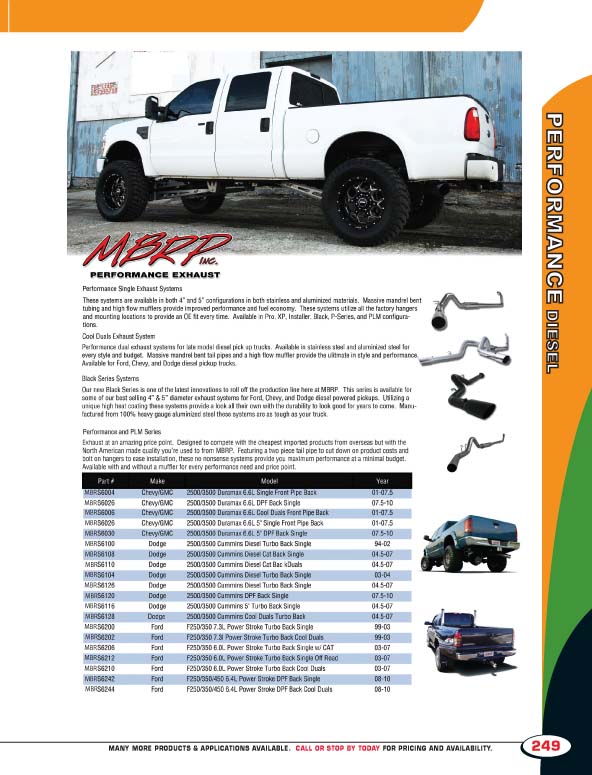 PERFORMANCE DIESEL
MBRP INC.
PERFORMANCE EXHAUST
Performance Single Exhaust Systems
These systems are available in both 4" and 5" configurations in both stainless and aluminized materials. Massive mandrel bent
tubing and high flow mufflers provide improved performance and fuel economy. These systems utilize all the factory hangers
and mounting locations to provide an OE fit every time. Available in Pro, XP, Installer, Black, P-Series, and PLM configura-
tions.
Cool Duals Exhaust System
Performance dual exhaust systems for late model diesel pick up trucks. Available in stainless steel and aluminized steel for
every style and budget. Massive mandrel bent tail pipes and a high flow muffler provide the ulitmate in style and performance.
Available for Ford, Chevy, and Dodge diesel pickup trucks.
Black Series Systems
Our new Black Series is one of the latest innovations to roll off the production line here at MBRP. This series is available for
some of our best selling 4" & 5" diameter exhaust systems for Ford, Chevy, and Dodge diesel powered pickups. Utilizing a
unique high heat coating these systems provide a look all their own with the durability to look good for years to come. Manu-
factured from 100% heavy gauge aluminized steel these systems are as tough as your truck.
Performance and PLM Series
Exhaust at an amazing price point. Designed to compete with the cheapest imported products from overseas but with the
North American made quality you're used to from MBRP. Featuring a two piece tail pipe to cut down on product costs and
bolt on hangers to ease installation, these no nonsense systems provide you maximum performance at a minimal budget.
Available with and without a muffler for every performance need and price point.
Part # Make Model Year
MBRS6004 Chevy/GMC 2500/3500 Duramax 6.6L Single Front Pipe Back 01-07.5
MBRS6026 Chevy/GMC 2500/3500 Duramax 6.6L DPF Back Single 07.5-10
MBRS6006 Chevy/GMC 2500/3500 Duramax 6.6L Cool Duals Front Pipe Back 01-07.5
MBRS6026 Chevy/GMC 2500/3500 Duramax 6.6L 5" Single Front Pipe Back 01-07.5
MBRS6030 Chevy/GMC 2500/3500 Duramax 6.6L 5" DPF Back Single 07.5-10
MBRS6100 Dodge 2500/3500 Cummins Diesel Turbo Back Single 94-02
MBRS6108 Dodge 2500/3500 Cummins Diesel Cat Back Single 04.5-07
MBRS6110 Dodge 2500/3500 Cummins Diesel Cat Bac kDuals 04.5-07
MBRS6104 Dodge 2500/3500 Cummins Diesel Turbo Back Single 03-04
MBRS6126 Dodge 2500/3500 Cummins Diesel Turbo Back Single 04.5-07
MBRS6120 Dodge 2500/3500 Cummins DPF Back Single 07.5-10
MBRS6116 Dodge 2500/3500 Cummins 5" Turbo Back Single 04.5-07
MBRS6128 Dodge 2500/3500 Cummins Cool Duals Turbo Back 04.5-07
MBRS6200 Ford F250/350 7.3L Power Stroke Turbo Back Single 99-03
MBRS6202 Ford F250/350 7.3l Power Stroke Turbo Back Cool Duals 99-03
MBRS6206 Ford F250/350 6.0L Power Stroke Turbo Back Single w/ CAT 03-07
MBRS6212 Ford F250/350 6.0L Power Stroke Turbo Back Single Off Road 03-07
MBRS6210 Ford F250/350 6.0L Power Stroke Turbo Back Cool Duals 03-07
MBRS6242 Ford F250/350/450 6.4L Power Stroke DPF Back Single 08-10
MBRS6244 Ford F250/350/450 6.4L Power Stroke DPF Back Cool Duals 08-10
MANY MORE PRODUCTS & APPLICATIONS AVAILABLE. CALL OR STOP BY TODAY FOR PRICING AND AVAILABILITY.
249